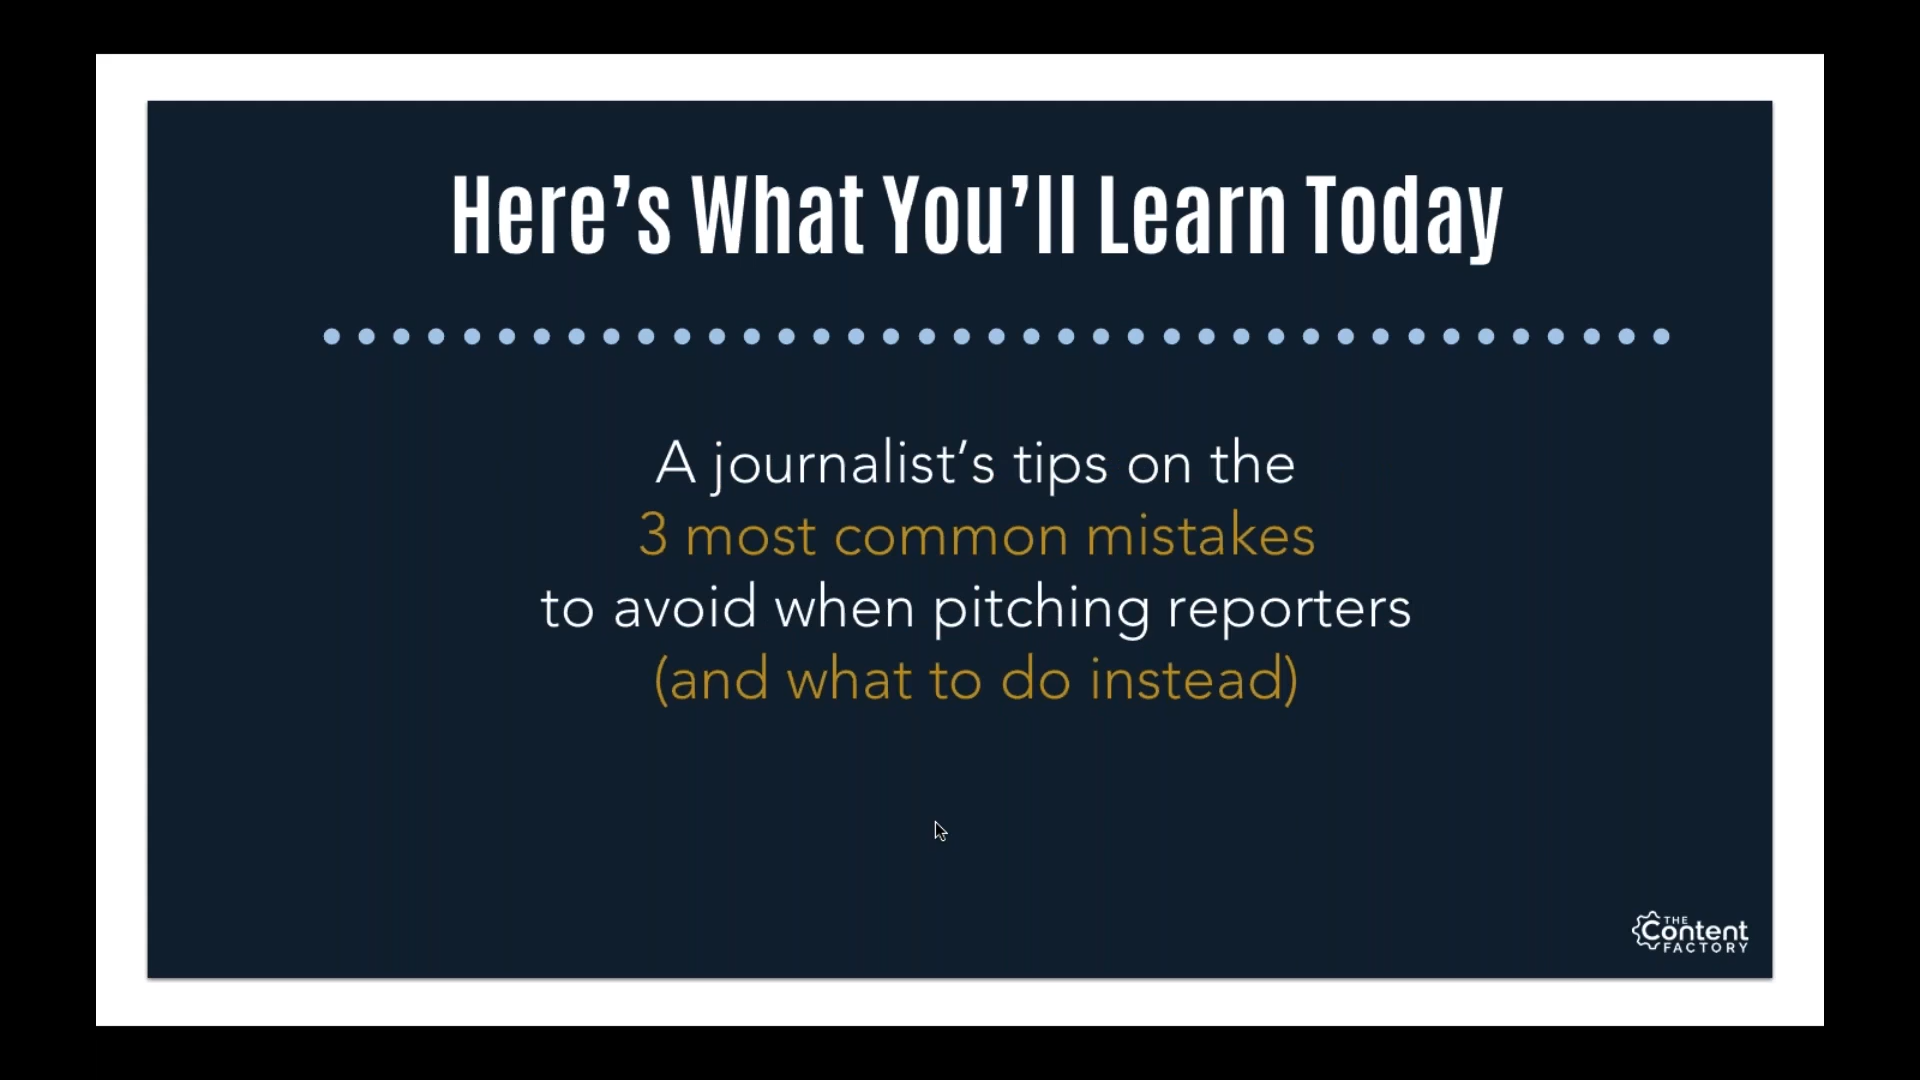 Here’s What You’ll Learn Today
A journalist’s tips on the
3 most common mistakes
to avoid when pitching reporters
(and what to do instead)
THE
Content
FACTORY